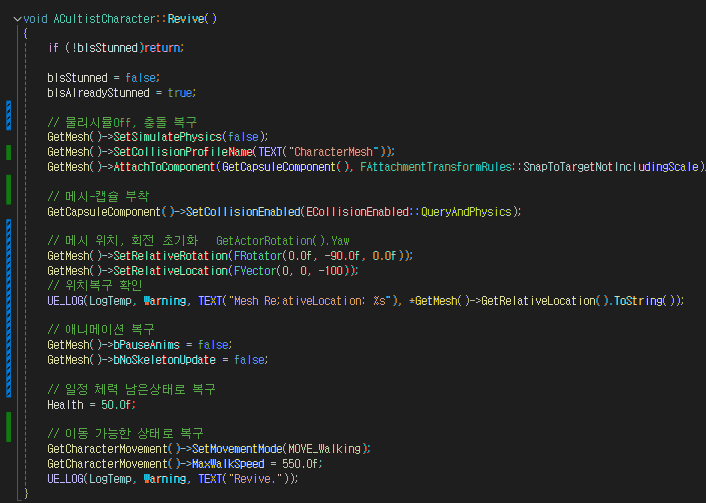 void ACultistCharacter::Revive()
{
if (!bIsStunned)return;
bIsStunned = false;
bIsAlreadyStunned = true;
// 물리시뮬Off, 충돌 복구
GetMesh()->SetSimulatePhysics(false);
GetMesh()->SetCollisionProfileName(TEXT("CharacterMesh"));
GetMesh()->AttachToComponent(GetCapsuleComponent(), FAttachmentTransformRules::SnapToTargetNotIncludingScale)
// 메시-캡슐 부착
GetCapsuleComponent()->SetCollisionEnabled(ECollisionEnabled::QueryAndPhysics);
// 메시 위치, 회전 초기화 GetActorRotation().Yaw
GetMesh()->SetRelativeRotation(FRotator(0.0f, -90.0f, 0.0f));
GetMesh()->SetRelativeLocation(FVector(0, 0, -100));
// 위치복구 확인
UE_LOG(LogTemp, Warning, TEXT("Mesh Re;ativeLocation: %s"), *GetMesh()->GetRelativeLocation().ToString());
// 애니메이션 복구
GetMesh()->bPauseAnims = false;
GetMesh()->bNoSkeletonUpdate = false;
// 일정 체력 남은상태로 복구
Health = 50.0f;
// 이동 가능한 상태로 복구
GetCharacterMovement()->SetMovementMode(MOVE_Walking);
GetCharacterMovement()->MaxWalkSpeed = 550.0f;
UE_LOG(LogTemp, Warning, TEXT("Revive."));
}